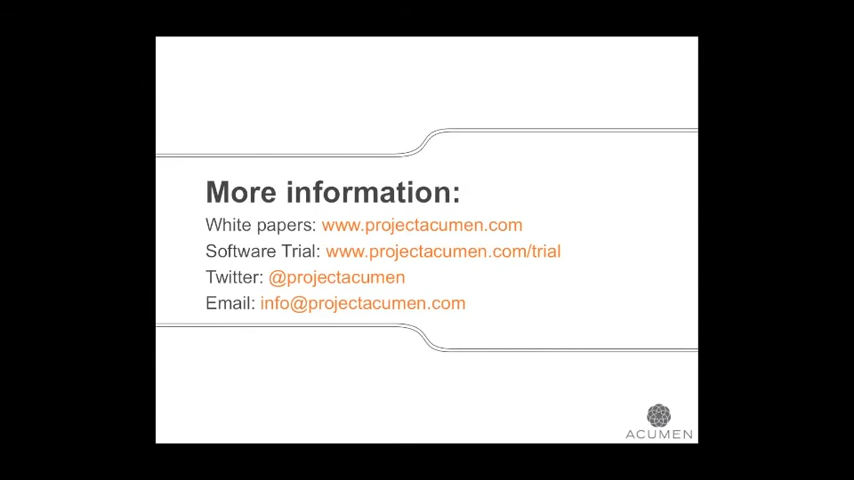 More information:
White papers: www.projectacumen.com
Software Trial: www.projectacumen.com/trial
Twitter: @projectacumen
Email: info@projectacumen.com
ACUMEN